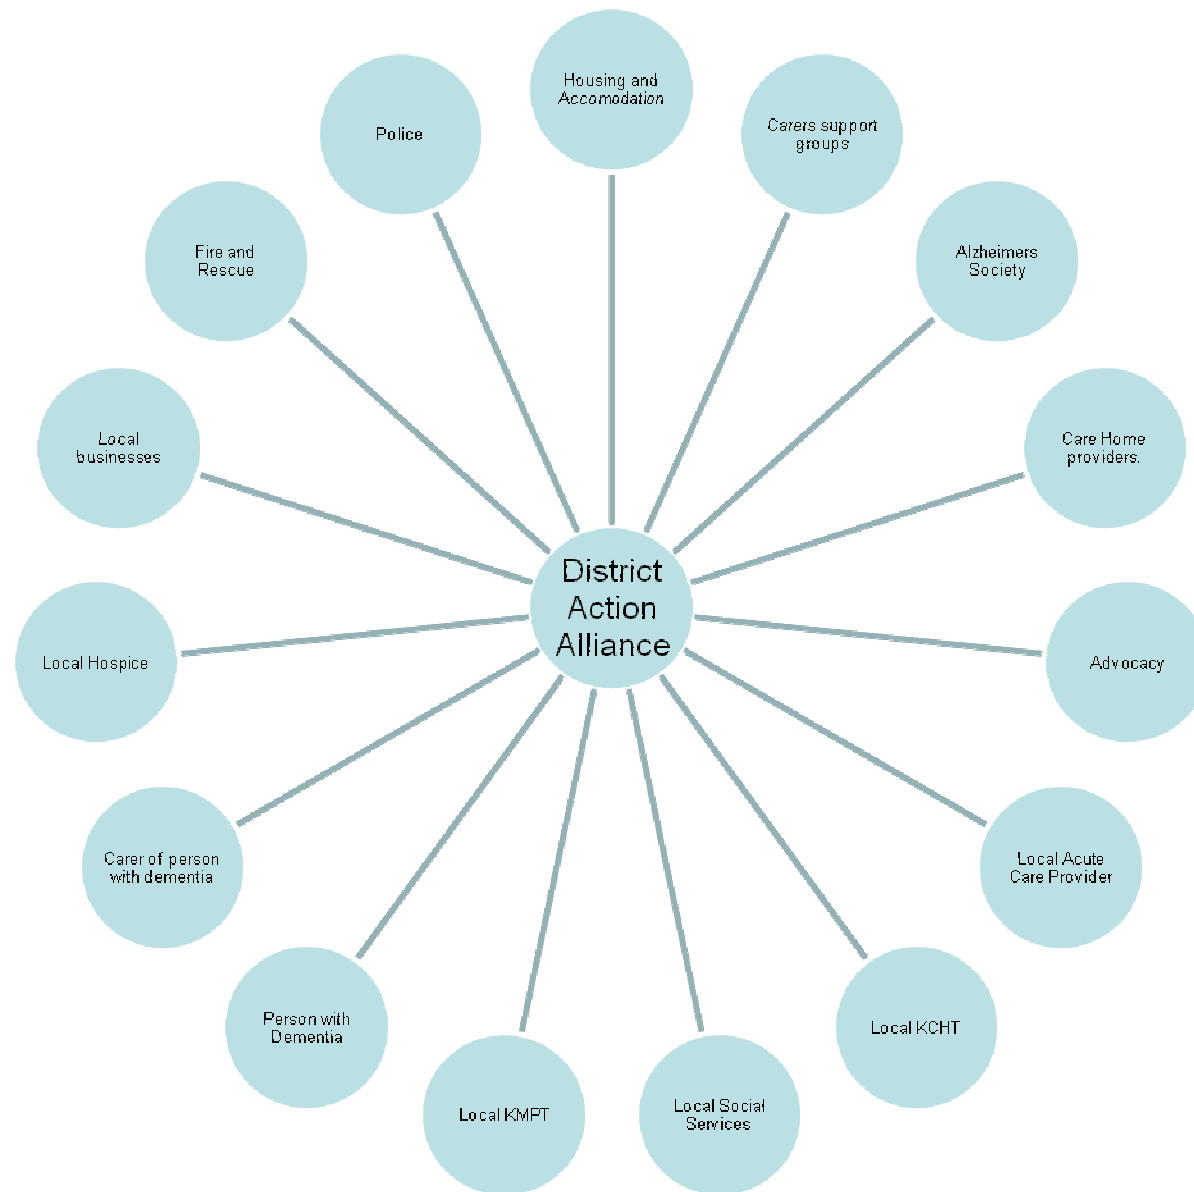 Housing and
Accomodation
Carers support
groups
Alzheimers
Society
Care Home
providers.
Advocacy
Local Acute
Care Provider
Local KCHT
Local Social
Services
Local KMPT
Person with
Dementia
Carer of person
with dementia
Local Hospice
Local
businesses
Fire and
Rescue
Police
District
Action
Alliance